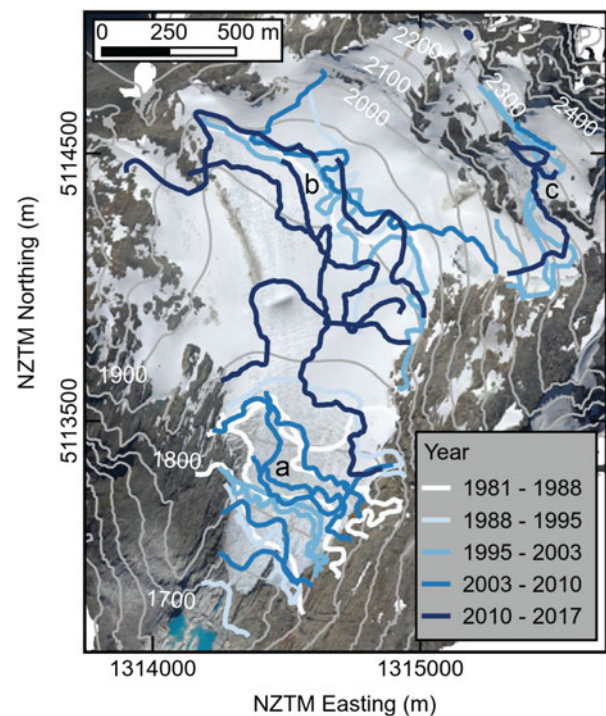 0 250 500 m
2200
2100
2000
2300
2400
5114500
b
c
NZTM Northing (m)
1900
5113500
1800
a
1700
Year
1981 - 1988
1988 - 1995
1995 - 2003
2003 - 2010
2010 - 2017
1314000 1315000
NZTM Easting (m)